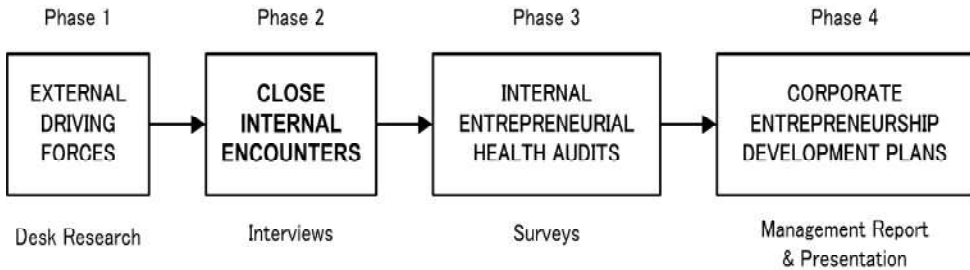 Phase 1
Phase 2
Phase 3
Phase 4
EXTERNAL
DRIVING
FORCES
CLOSE
INTERNAL
ENCOUNTERS
INTERNAL
ENTREPRENEURIAL
HEALTH AUDITS
CORPORATE
ENTREPRENEURSHIP
DEVELOPMENT PLANS
Desk Research
Interviews
Surveys
Management Report
& Presentation